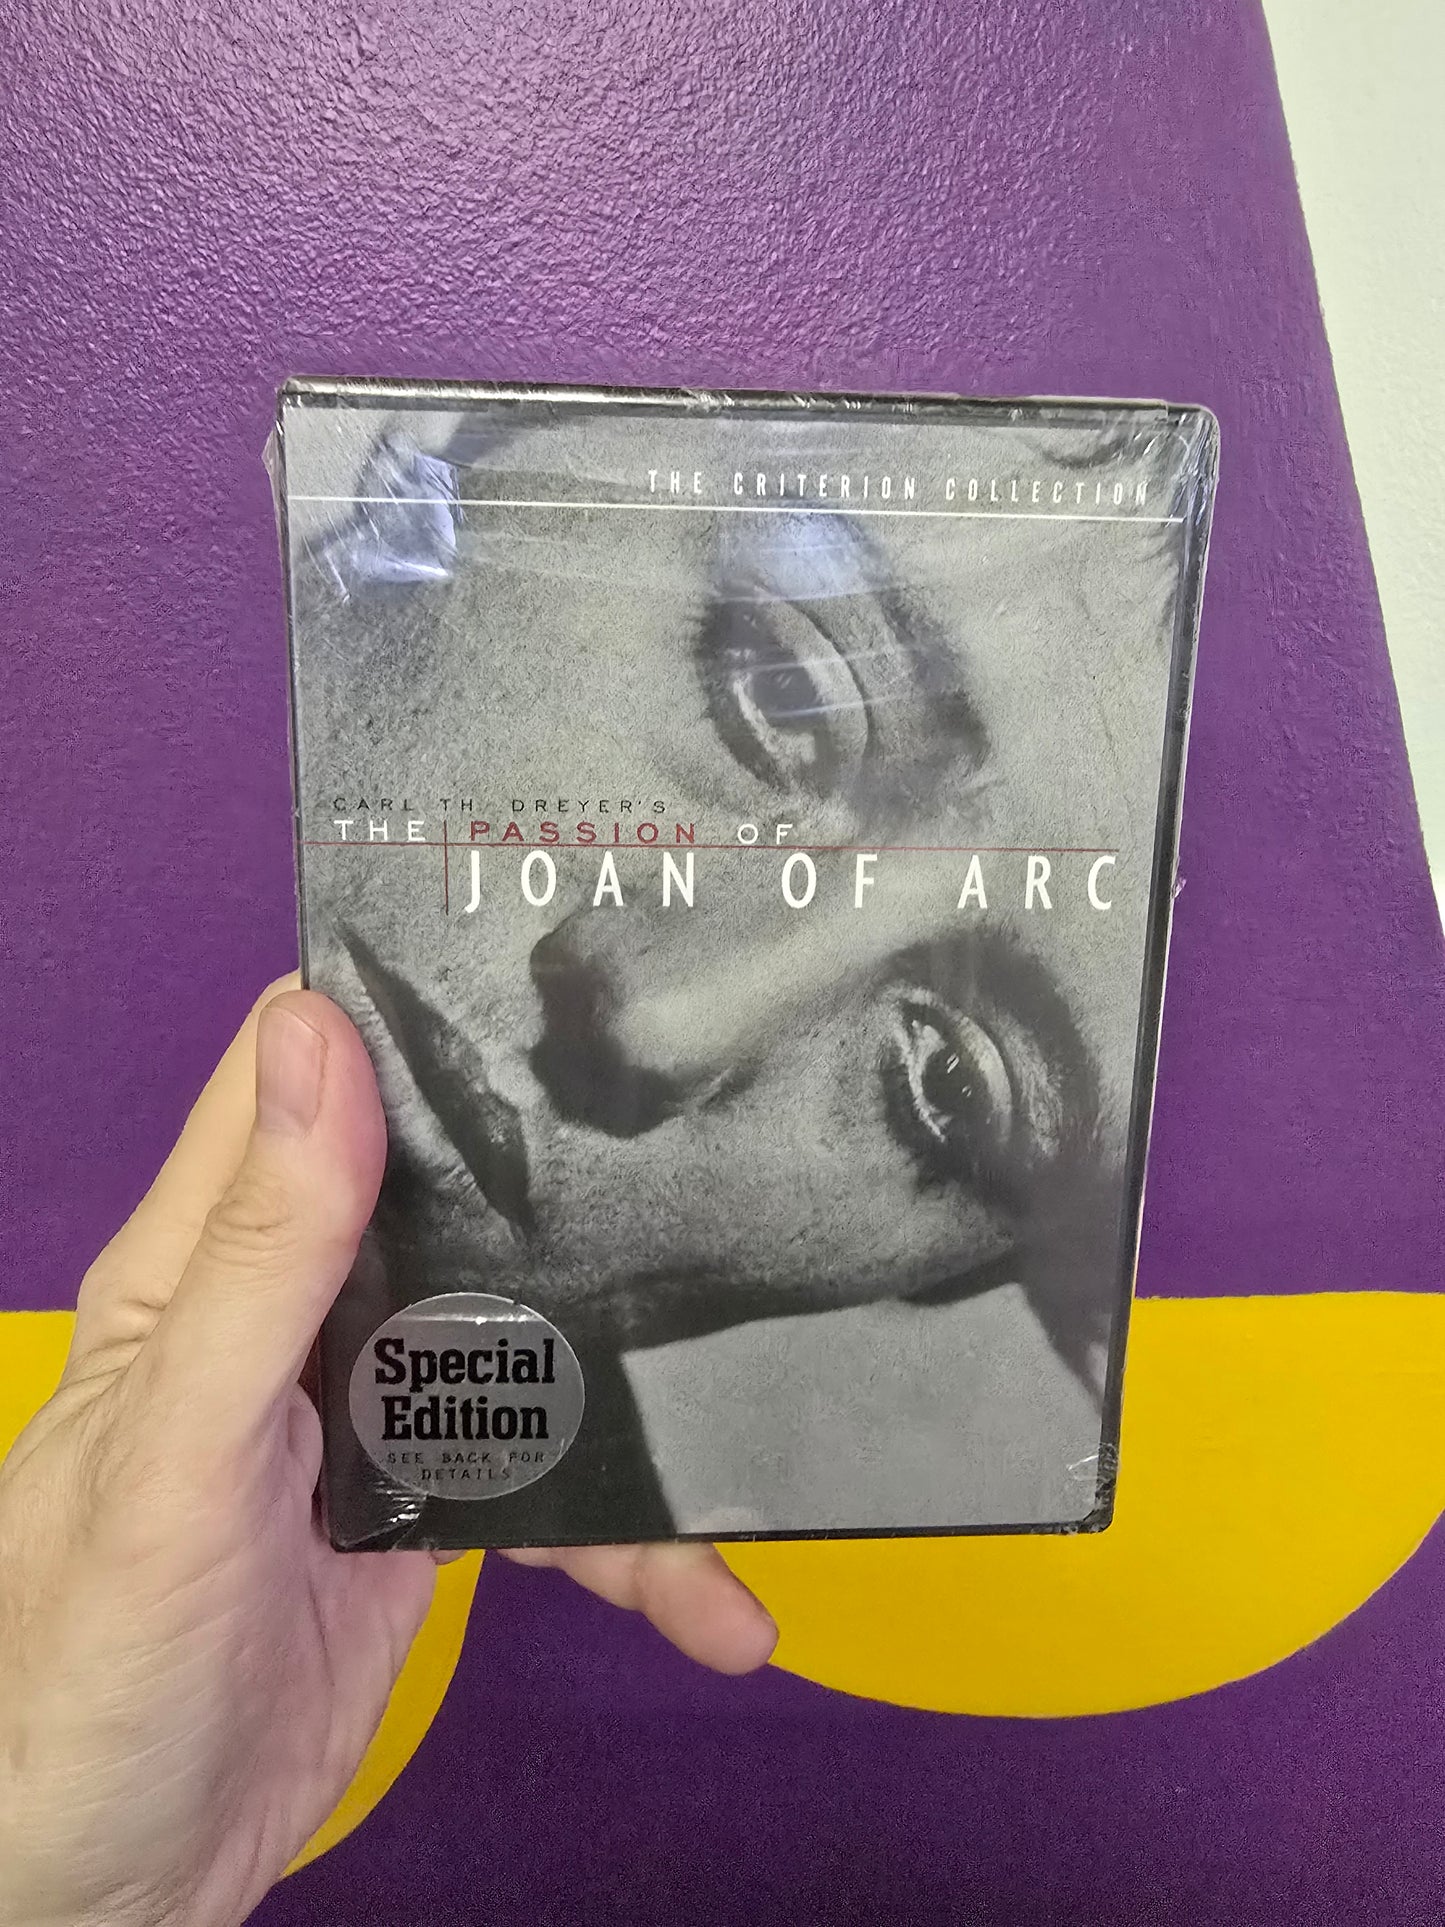 THE CRITERION COLLECTION
CARL TH. DREYER'S
THE PASSION OF
JOAN OF ARC
Special
Edition
SEE BACK FOR
DETAILS